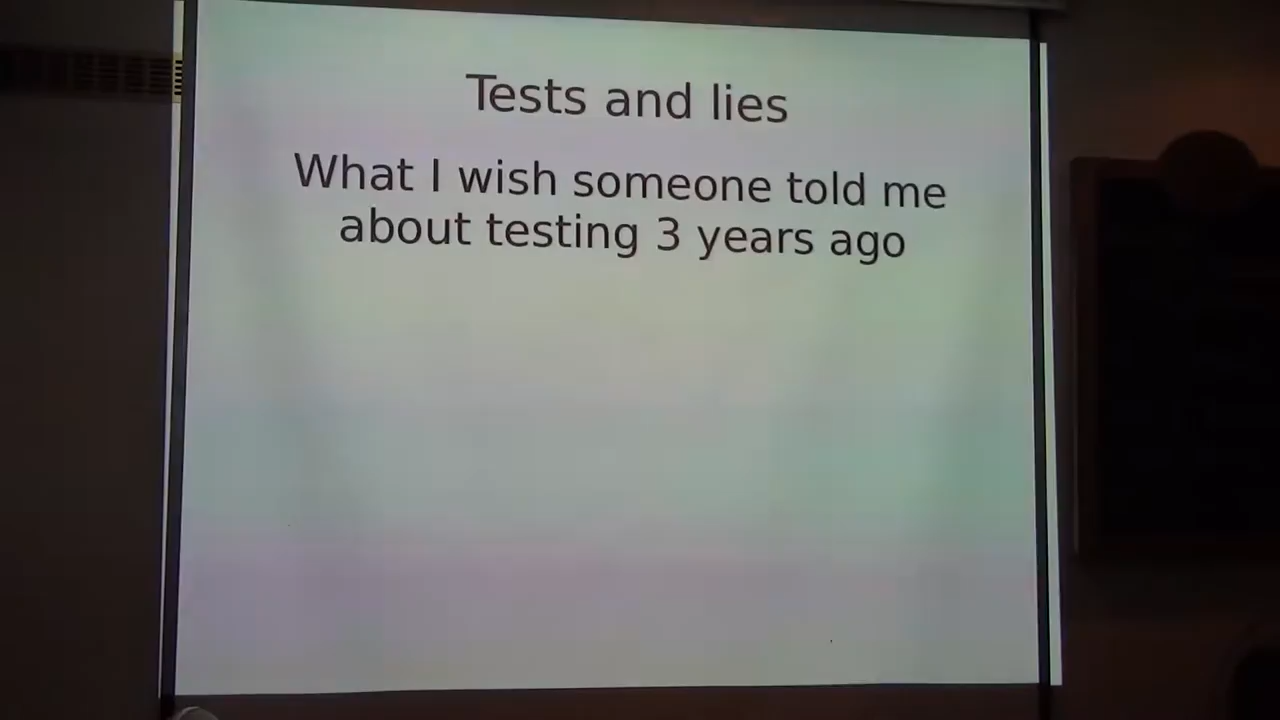 Tests and lies
What I wish someone told me
about testing 3 years ago